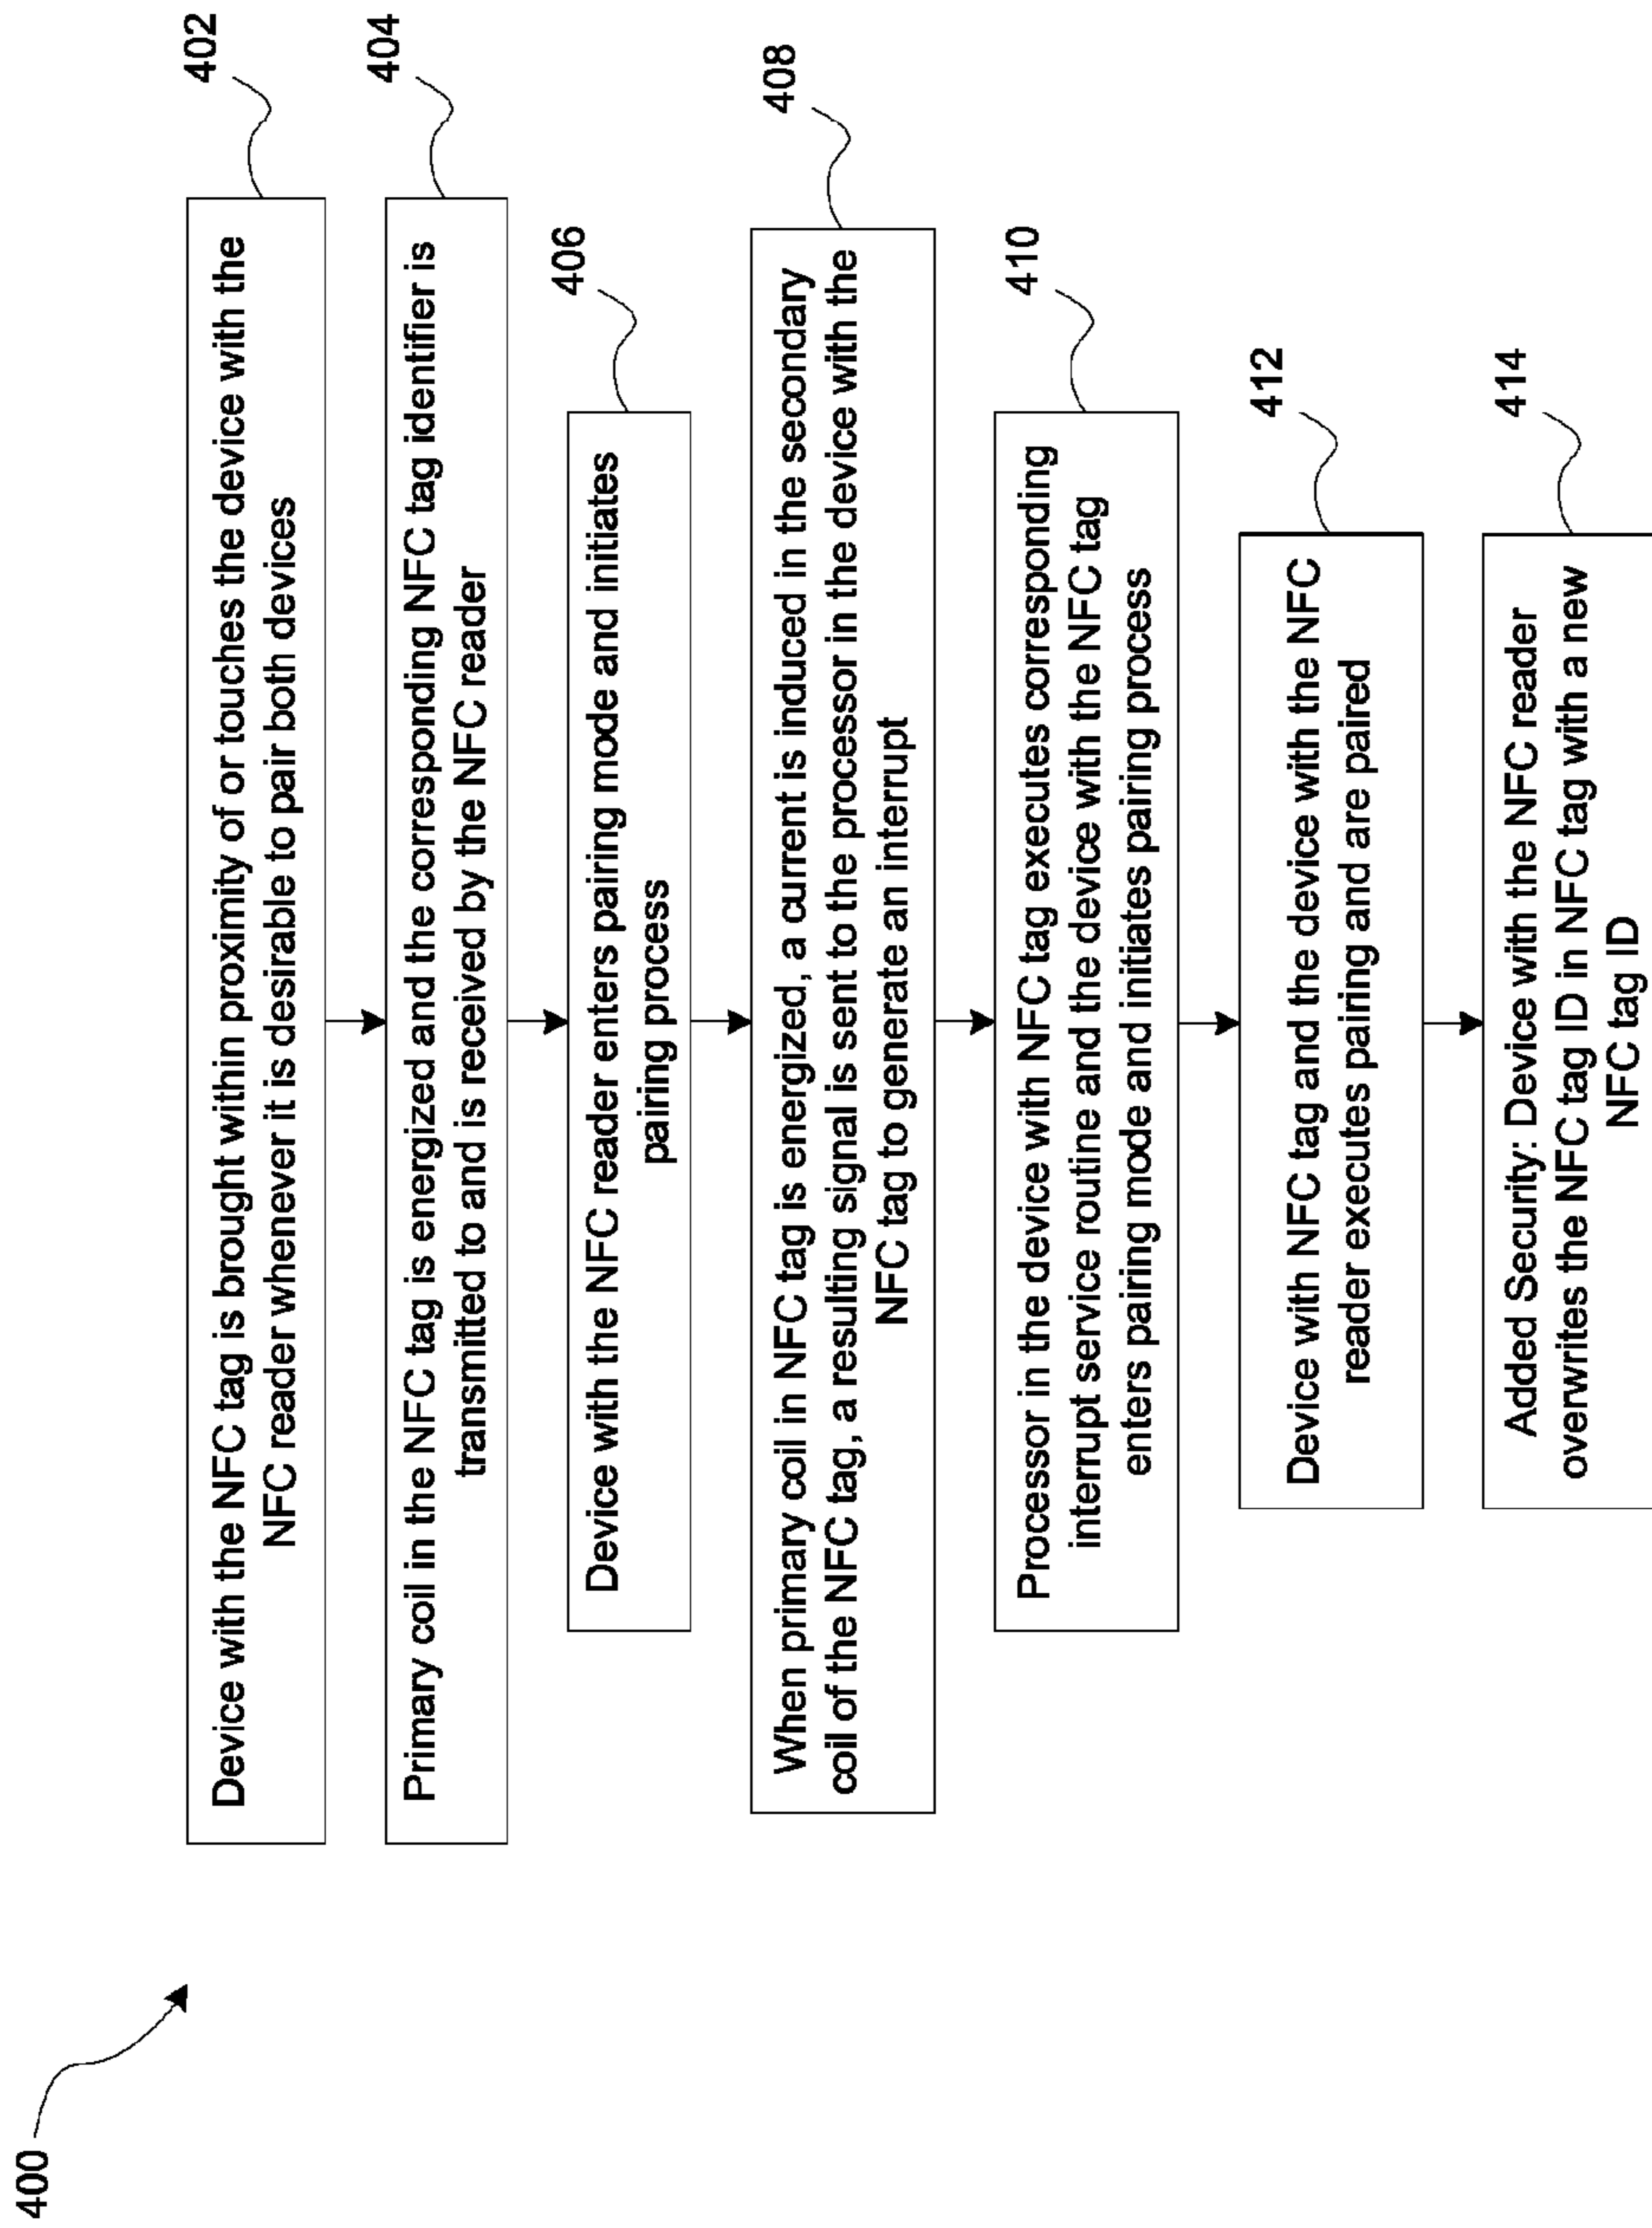 400
402
Device with the NFC tag is brought within proximity of or touches the device with the
NFC reader whenever it is desirable to pair both devices
404
Primary coil in the NFC tag is energized and the corresponding NFC tag identifier is
transmitted to and is received by the NFC reader
406
Device with the NFC reader enters pairing mode and initiates
pairing process
408
When primary coil in NFC tag is energized, a current is induced in the secondary
coil of the NFC tag, a resulting signal is sent to the processor in the device with the
NFC tag to generate an interrupt
410
Processor in the device with NFC tag executes corresponding
interrupt service routine and the device with the NFC tag
enters pairing mode and initiates pairing process
412
Device with NFC tag and the device with the NFC
reader executes pairing and are paired
414
Added Security: Device with the NFC reader
overwrites the NFC tag ID in NFC tag with a new
NFC tag ID